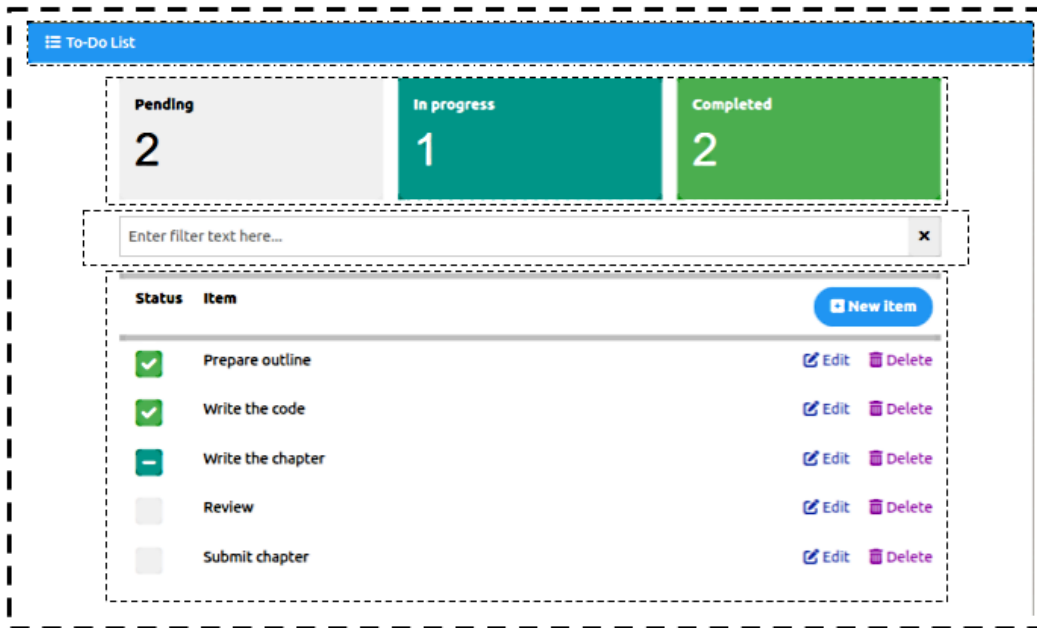 To-Do List
Pending In progress Completed
2 1 2
Enter filter text here...
Status Item New item
Prepare outline Edit Delete
Write the code Edit Delete
Write the chapter Edit Delete
Review Edit Delete
Submit chapter Edit Delete